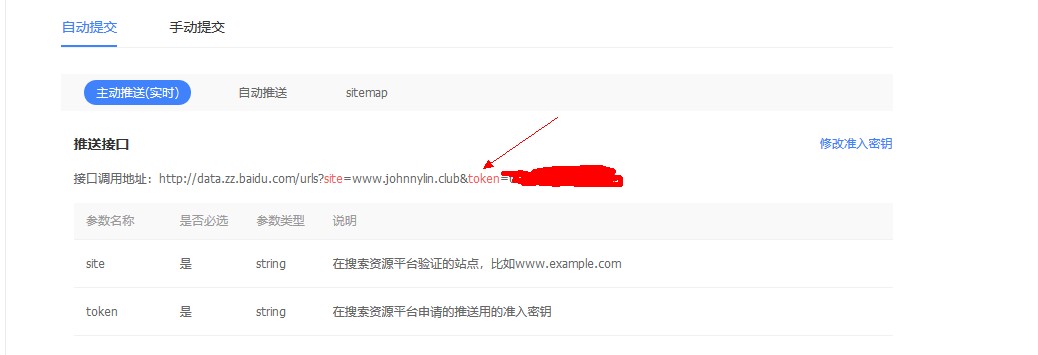 自动提交 手动提交
主动推送(实时) 自动推送 sitemap
推送接口 修改准入密钥
接口调用地址：http://data.zz.baidu.com/urls?site=www.johnnylin.club&token=
参数名称 是否必选 参数类型 说明
site 是 string 在搜索资源平台验证的站点，比如www.example.com
token 是 string 在搜索资源平台申请的推送用的准入密钥